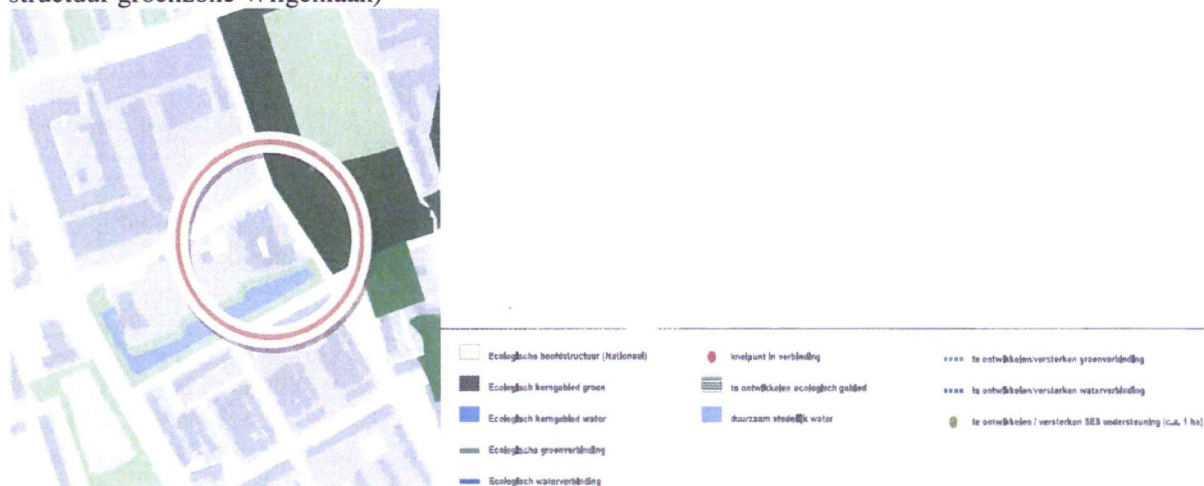 structuur groenzone Wilgenlaan)
Ecologische hoofdstructuur (Nationaal)
Ecologisch kerngebied groen
Ecologisch kerngebied water
Ecologische groenverbinding
Ecologisch waterverbinding
knelpunt in verbinding
te ontwikkelen ecologisch gebied
duurzaam stedelijk water
te ontwikkelen/versterken groenverbinding
te ontwikkelen/versterken waterverbinding
te ontwikkelen / versterken SES ondersteuning (c.a. 1 ha)